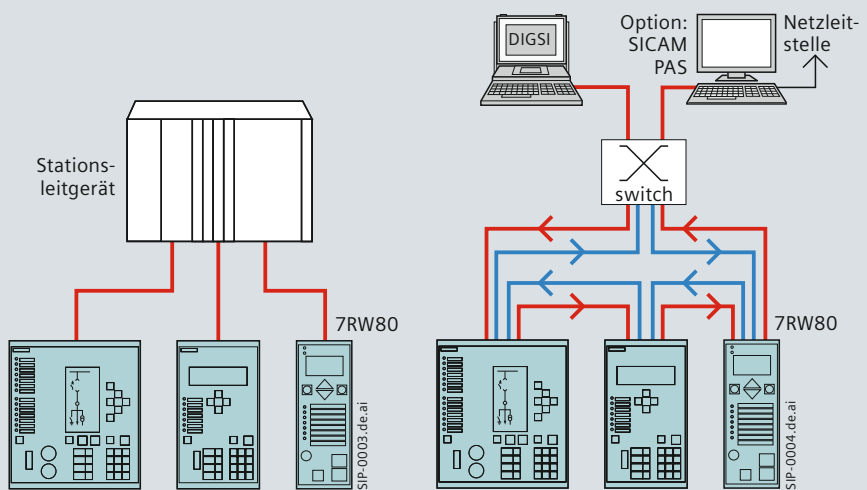 Stations-
leitgerät
7RW80
SIP-0003.de.ai
DIGSI
Option:
SICAM
PAS
Netzleit-
stelle
switch
7RW80
SIP-0004.de.ai